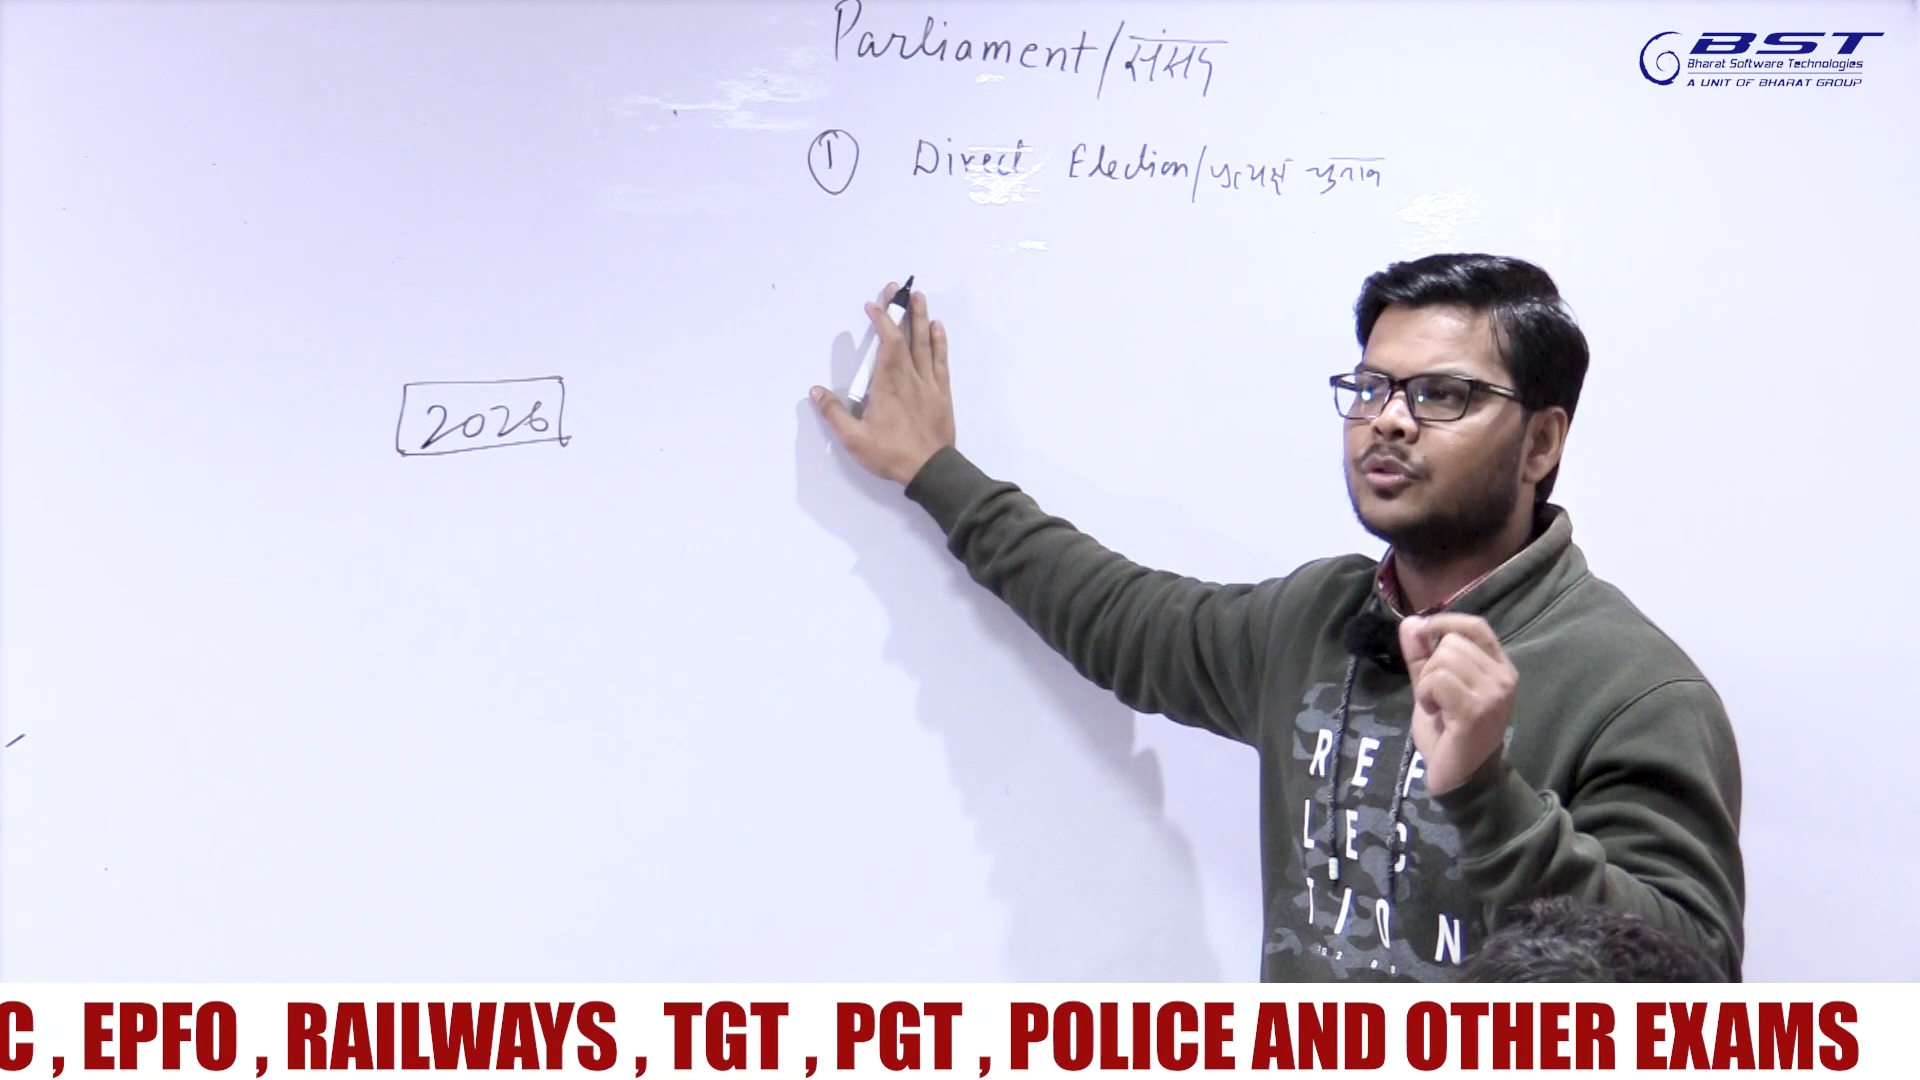 Parliament/संसद
BST
Bharat Software Technologies
A UNIT OF BHARAT GROUP
① Direct Election/प्रत्यक्ष चुनाव
2026
REF
LEC
TION
C , EPFO , RAILWAYS , TGT , PGT , POLICE AND OTHER EXAMS